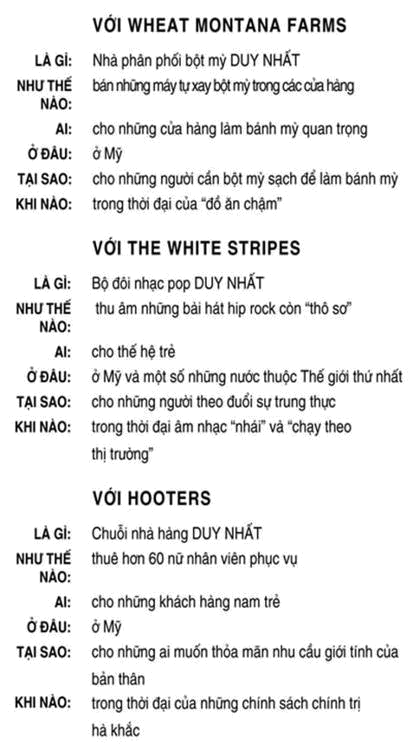 VỚI WHEAT MONTANA FARMS
LÀ GÌ: Nhà phân phối bột mỳ DUY NHẤT
NHƯ THẾ NÀO: bán những máy tự xay bột mỳ trong các cửa hàng
AI: cho những cửa hàng làm bánh mỳ quan trọng
Ở ĐÂU: ở Mỹ
TẠI SAO: cho những người cần bột mỳ sạch để làm bánh mỳ
KHI NÀO: trong thời đại của “đồ ăn chậm”
VỚI THE WHITE STRIPES
LÀ GÌ: Bộ đôi nhạc pop DUY NHẤT
NHƯ THẾ NÀO: thu âm những bài hát hip rock còn “thô sơ”
AI: cho thế hệ trẻ
Ở ĐÂU: ở Mỹ và một số những nước thuộc Thế giới thứ nhất
TẠI SAO: cho những người theo đuổi sự trung thực
KHI NÀO: trong thời đại âm nhạc “nhái” và “chạy theo
thị trường”
VỚI HOOTERS
LÀ GÌ: Chuỗi nhà hàng DUY NHẤT
NHƯ THẾ NÀO: thuê hơn 60 nữ nhân viên phục vụ
AI: cho những khách hàng nam trẻ
Ở ĐÂU: ở Mỹ
TẠI SAO: cho những ai muốn thỏa mãn nhu cầu giới tính của
bản thân
KHI NÀO: trong thời đại của những chính sách chính trị
hà khắc